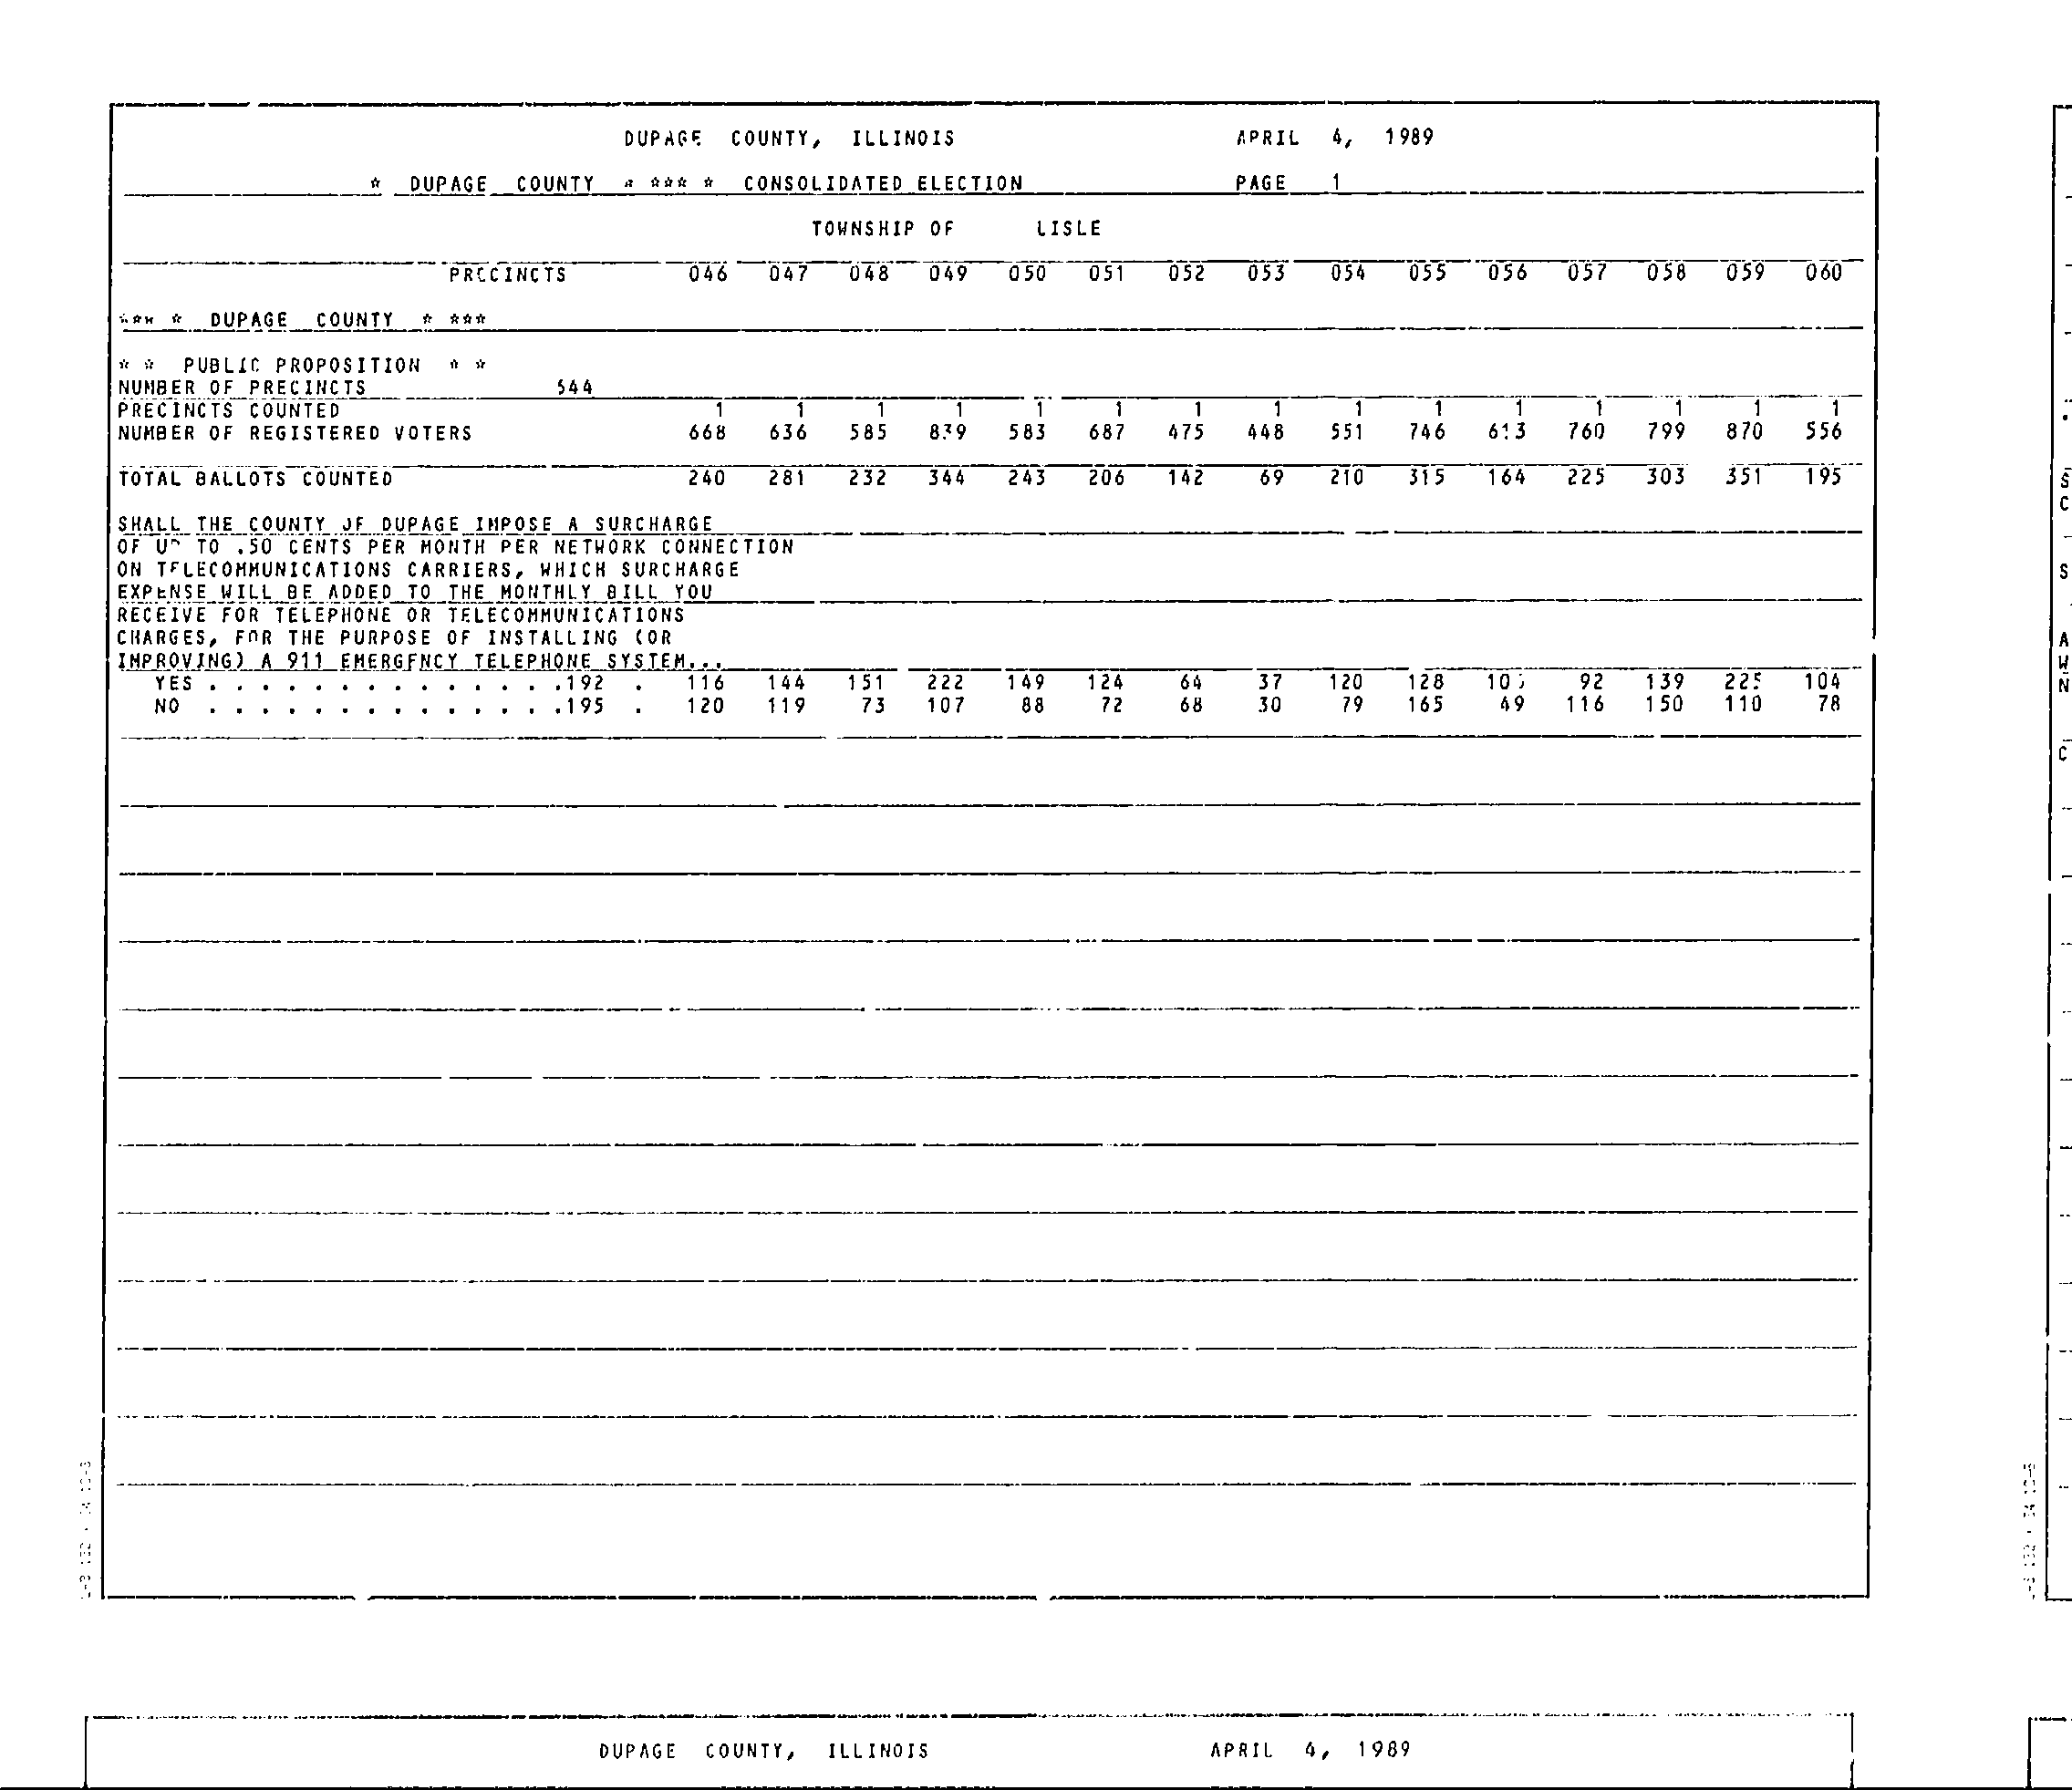 DUPAGE COUNTY, ILLINOIS APRIL 4, 1989
* DUPAGE COUNTY * *** * CONSOLIDATED ELECTION PAGE 1
TOWNSHIP OF LISLE
PRECINCTS 046 047 048 049 050 051 052 053 054 055 056 057 058 059 060
*** * DUPAGE COUNTY * ***
* * PUBLIC PROPOSITION * *
NUMBER OF PRECINCTS 544
PRECINCTS COUNTED 1 1 1 1 1 1 1 1 1 1 1 1 1 1 1
NUMBER OF REGISTERED VOTERS 668 636 585 839 583 687 475 448 551 746 613 760 799 870 556
TOTAL BALLOTS COUNTED 240 281 232 344 243 206 142 69 210 315 164 225 303 351 195
SHALL THE COUNTY OF DUPAGE IMPOSE A SURCHARGE
OF UP TO .50 CENTS PER MONTH PER NETWORK CONNECTION
ON TELECOMMUNICATIONS CARRIERS, WHICH SURCHARGE
EXPENSE WILL BE ADDED TO THE MONTHLY BILL YOU
RECEIVE FOR TELEPHONE OR TELECOMMUNICATIONS
CHARGES, FOR THE PURPOSE OF INSTALLING (OR
IMPROVING) A 911 EMERGENCY TELEPHONE SYSTEM...
YES . . . . . . . . . . . . . .192 . 116 144 151 222 149 124 64 37 120 128 92 139 225 104
NO . . . . . . . . . . . . . .195 . 120 119 73 107 88 72 68 30 79 165 49 116 150 110 78
DUPAGE COUNTY, ILLINOIS APRIL 4, 1989